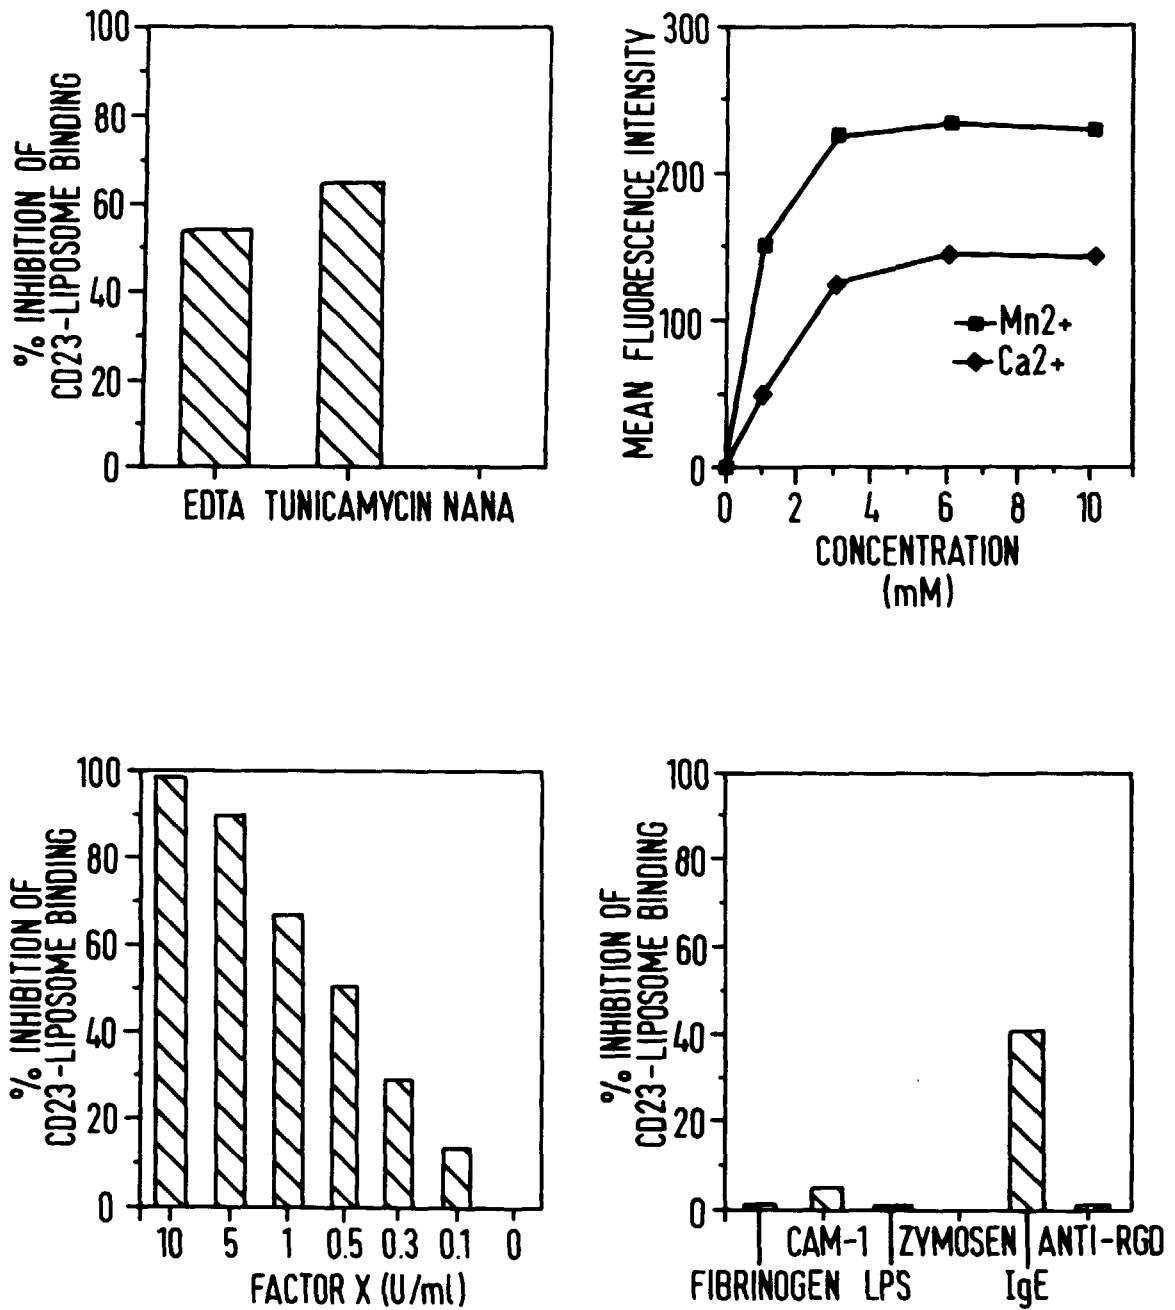 % INHIBITION OF
CD23-LIPOSOME BINDING
100
80
60
40
20
0
EDTA TUNICAMYCIN NANA
MEAN FLUORESCENCE INTENSITY
300
200
100
0
Mn2+
Ca2+
0 2 4 6 8 10
CONCENTRATION
(mM)
% INHIBITION OF
CD23-LIPOSOME BINDING
100
80
60
40
20
0
10 5 1 0.5 0.3 0.1 0
FACTOR X (U/ml)
% INHIBITION OF
CD23-LIPOSOME BINDING
100
80
60
40
20
0
CAM-1 ZYMOSEN ANTI-RGD
FIBRINOGEN LPS IgE